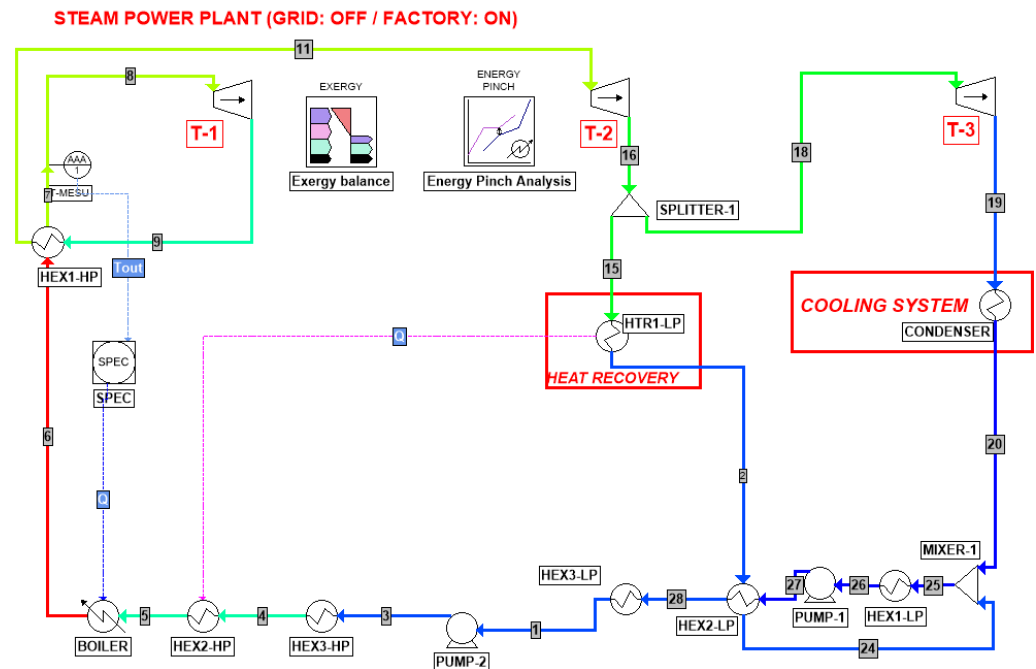 STEAM POWER PLANT (GRID: OFF / FACTORY: ON)
11
8
EXERGY
ENERGY
PINCH
T-1
T-2
T-3
AAA
1
16
18
Exergy balance
Energy Pinch Analysis
T-MESU
7
SPLITTER-1
19
9
HEX1-HP
Tout
15
COOLING SYSTEM
HTR1-LP
CONDENSER
Q
SPEC
HEAT RECOVERY
SPEC
6
20
2
Q
MIXER-1
HEX3-LP
27
26
25
28
PUMP-1
HEX1-LP
5
4
3
1
HEX2-LP
24
BOILER
HEX2-HP
HEX3-HP
PUMP-2